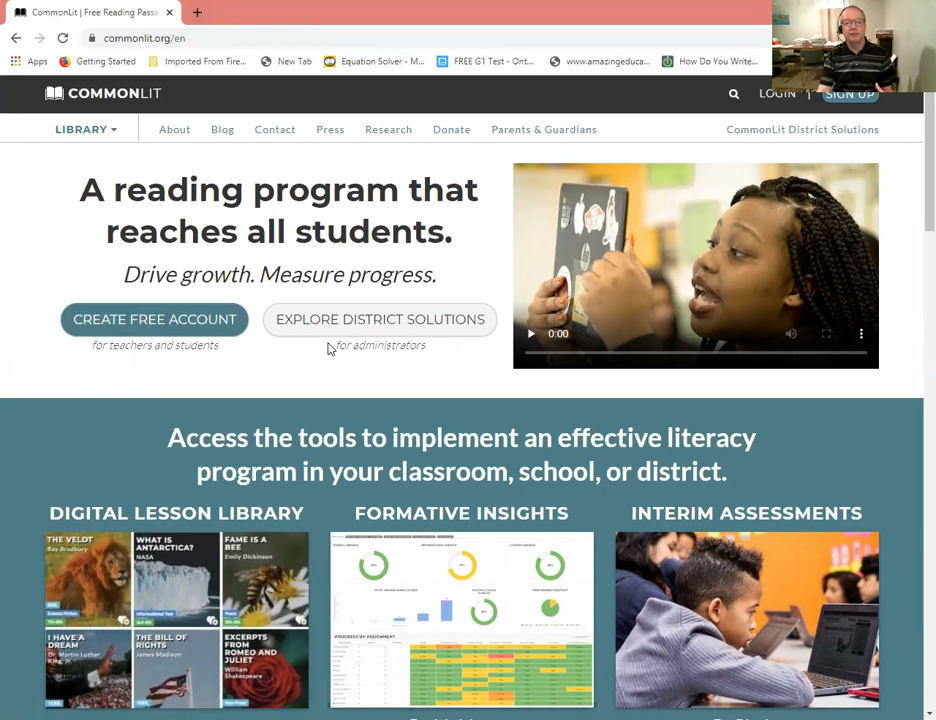 CommonLit | Free Reading Passa
commonlit.org/en
Apps
Getting Started
Imported From Fire...
New Tab
Equation Solver - M...
FREE G1 Test - Ont...
www.amazingeduca...
How Do You Write...
COMMONLIT
LOGIN | SIGN UP
LIBRARY
About
Blog
Contact
Press
Research
Donate
Parents & Guardians
CommonLit District Solutions
A reading program that
reaches all students.
Drive growth. Measure progress.
CREATE FREE ACCOUNT
EXPLORE DISTRICT SOLUTIONS
for teachers and students
for administrators
0:00
Access the tools to implement an effective literacy
program in your classroom, school, or district.
DIGITAL LESSON LIBRARY
FORMATIVE INSIGHTS
INTERIM ASSESSMENTS
THE VELDT
Ray Bradbury
WHAT IS
ANTARCTICA?
NASA
FAME IS A
BEE
Emily Dickinson
I HAVE A
DREAM
Dr. Martin Luther
King, Jr.
THE BILL OF
RIGHTS
James Madison
EXCERPTS
FROM
ROMEO AND
JULIET
William
Shakespeare
PROGRESS BY ASSIGNMENT